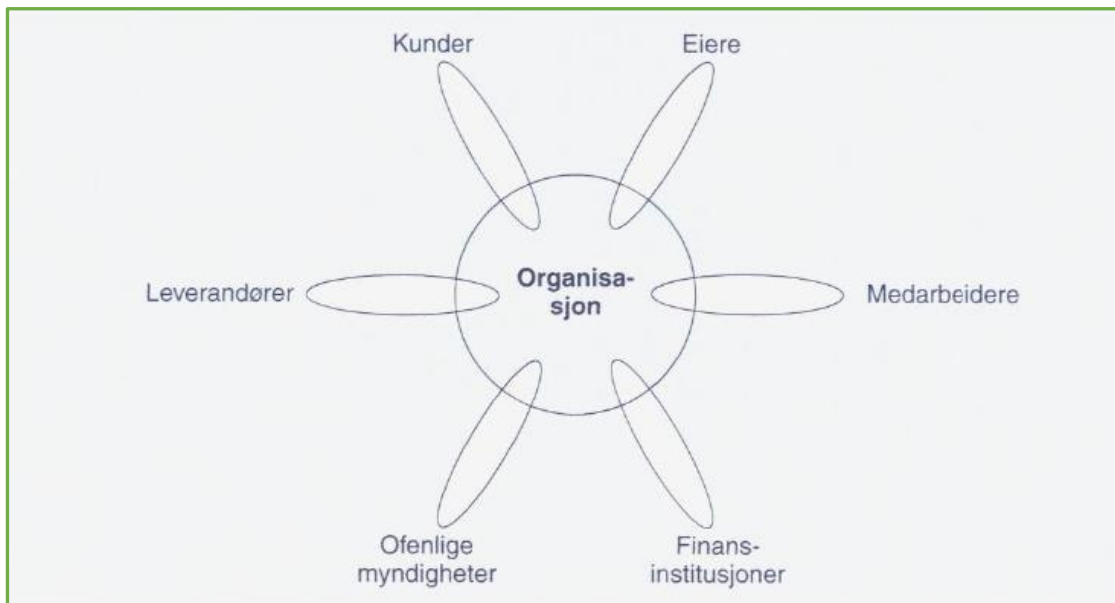 Kunder
Eiere
Organisa-
sjon
Leverandører
Medarbeidere
Ofenlige
myndigheter
Finans-
institusjoner